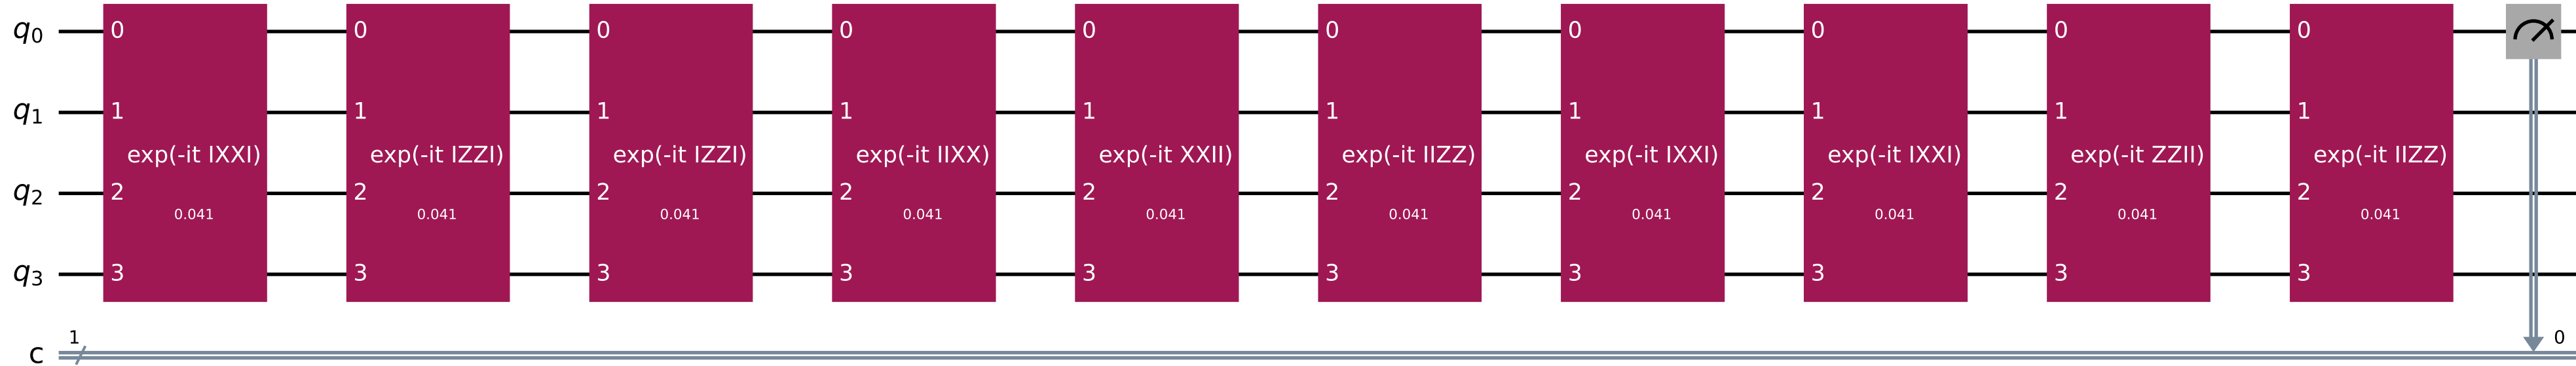 q0 0 0 0 0 0 0 0 0 0 0
q1 1 1 1 1 1 1 1 1 1 1
exp(-it IXXI) exp(-it IZZI) exp(-it IZZI) exp(-it IIXX) exp(-it XXII) exp(-it IIZZ) exp(-it IXXI) exp(-it IXXI) exp(-it ZZII) exp(-it IIZZ)
q2 2 2 2 2 2 2 2 2 2 2
0.041 0.041 0.041 0.041 0.041 0.041 0.041 0.041 0.041 0.041
q3 3 3 3 3 3 3 3 3 3 3
1 0
c